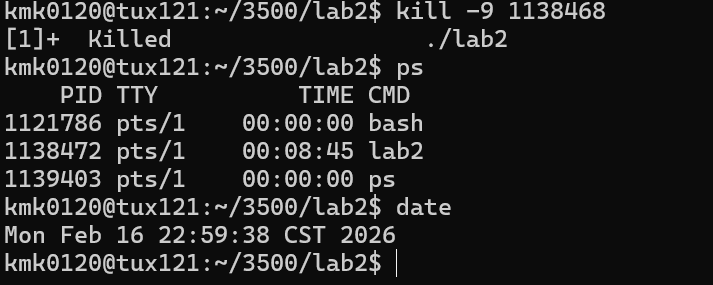 kmk0120@tux121:~/3500/lab2$ kill -9 1138468
[1]+  Killed                  ./lab2
kmk0120@tux121:~/3500/lab2$ ps
    PID TTY          TIME CMD
1121786 pts/1    00:00:00 bash
1138472 pts/1    00:08:45 lab2
1139403 pts/1    00:00:00 ps
kmk0120@tux121:~/3500/lab2$ date
Mon Feb 16 22:59:38 CST 2026
kmk0120@tux121:~/3500/lab2$